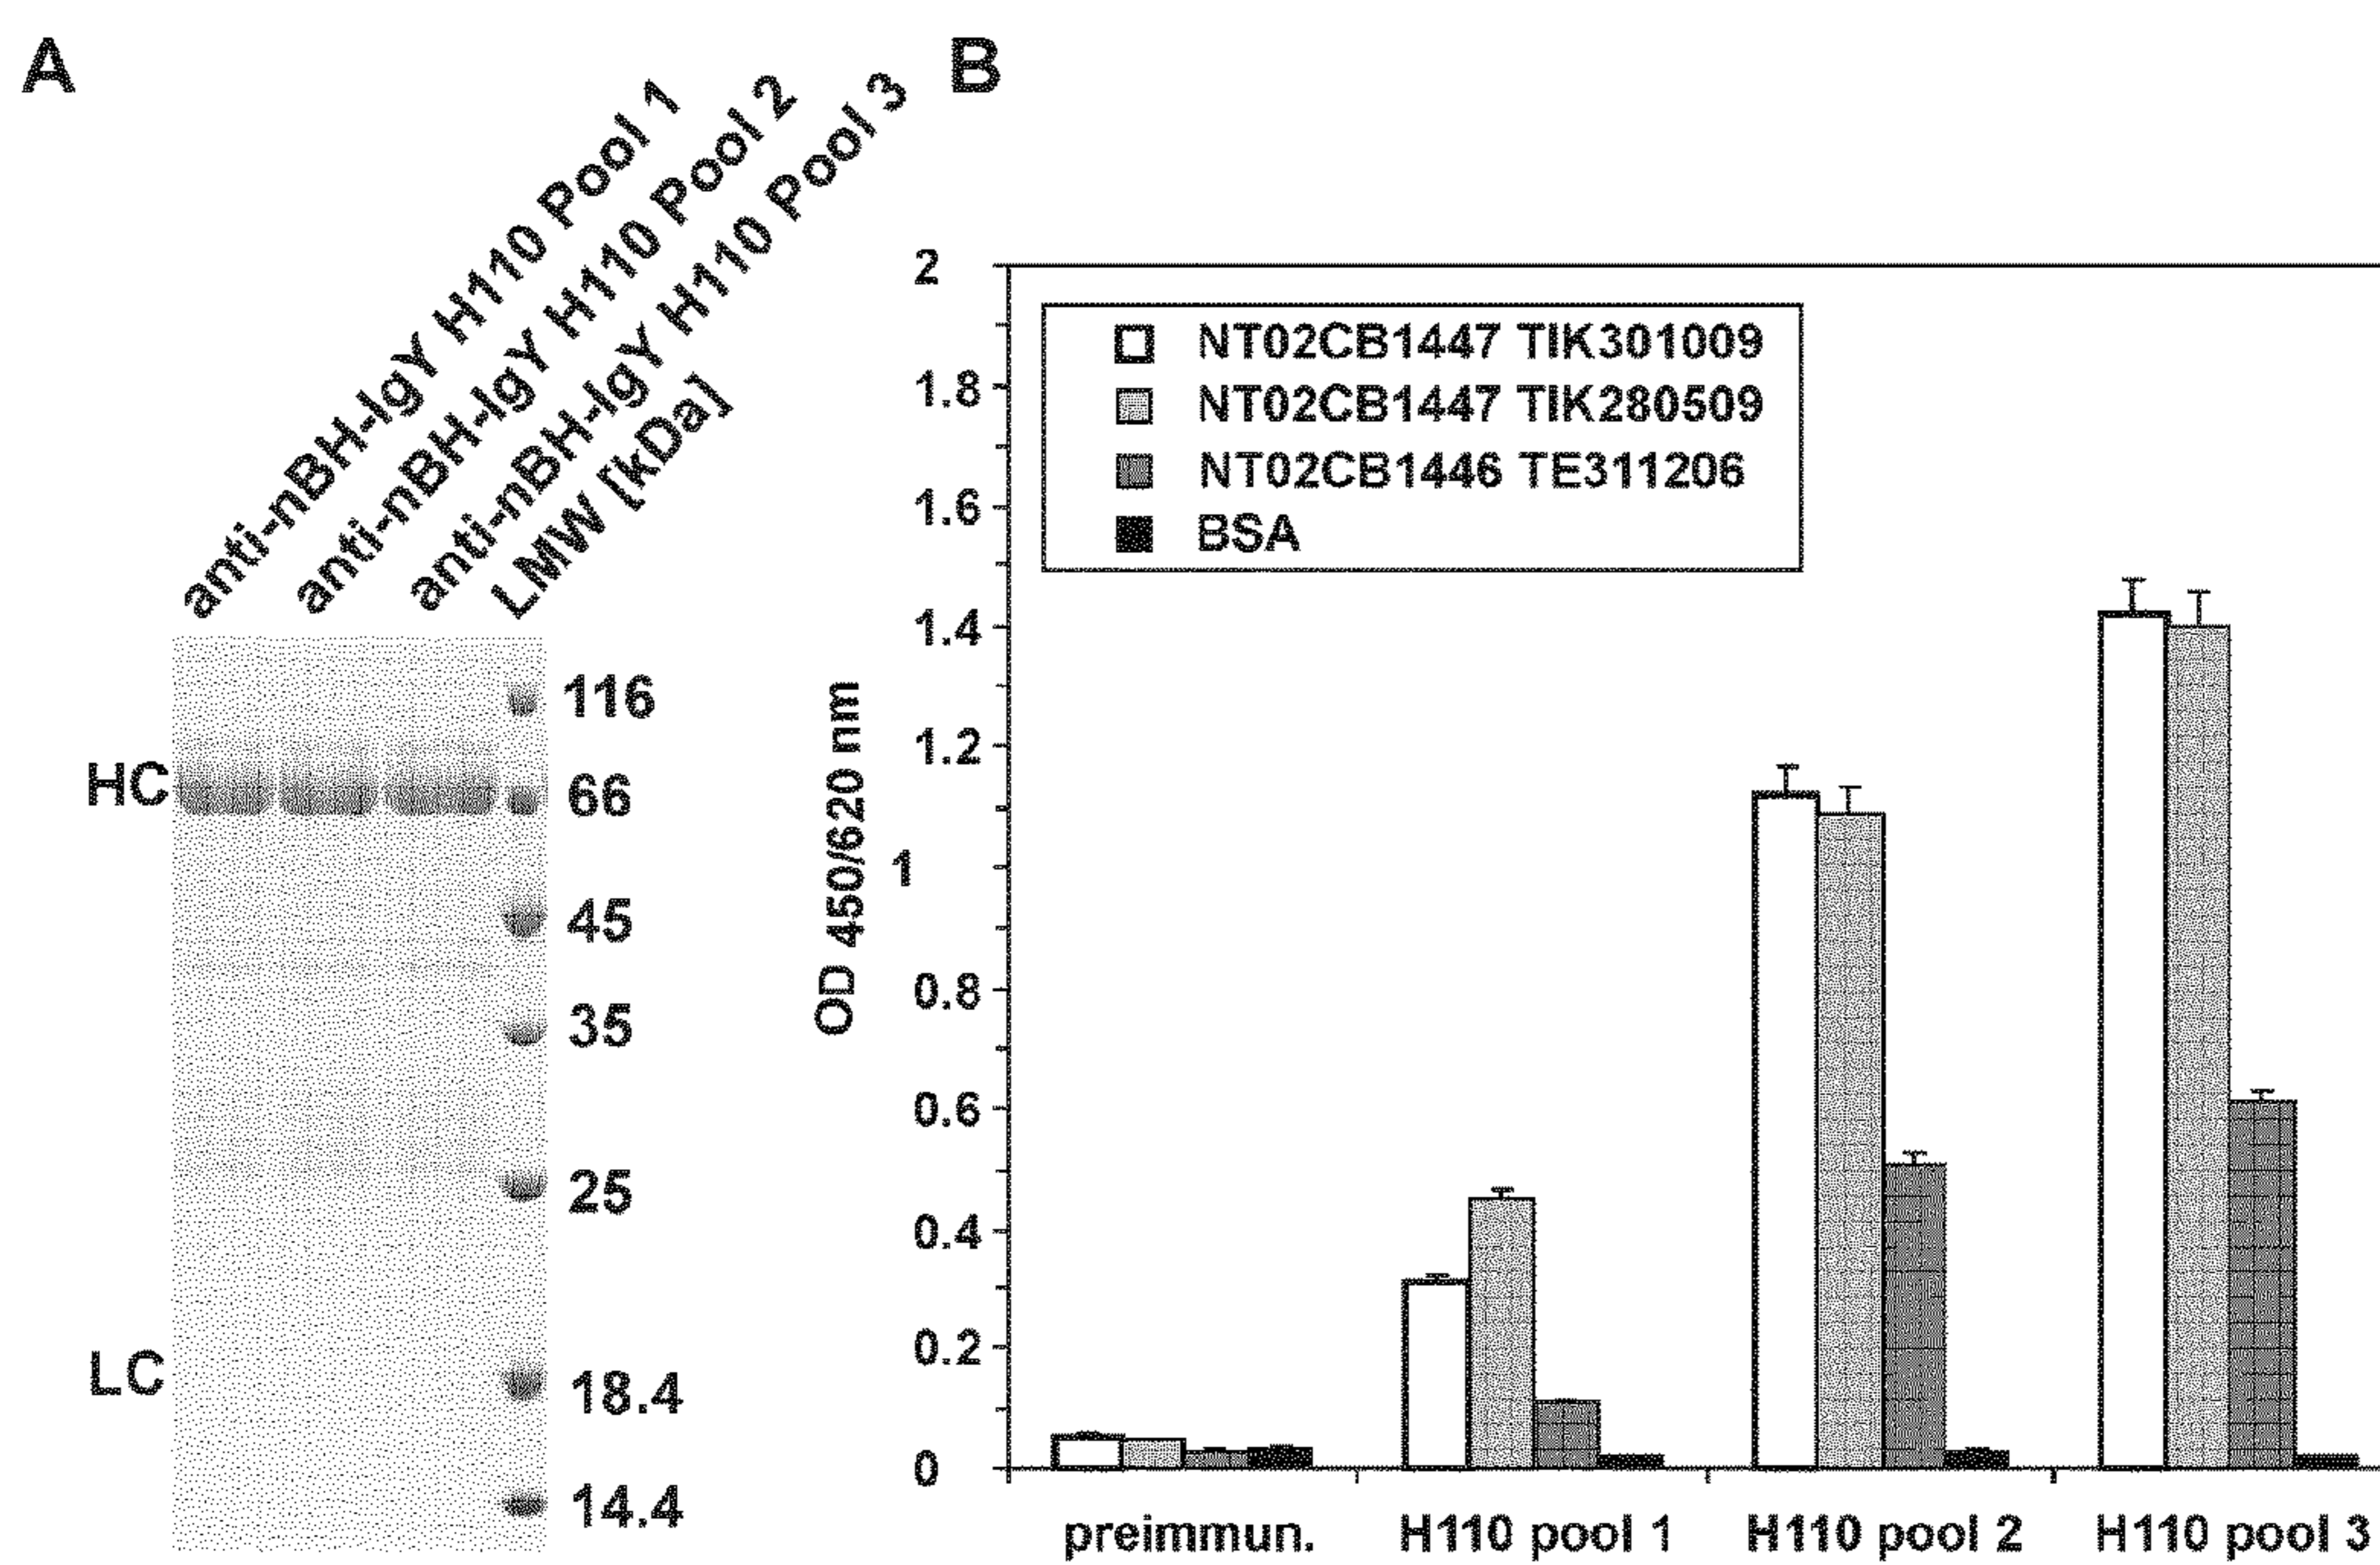 A
anti-nBH-IgY H110 Pool 1
anti-nBH-IgY H110 Pool 2
anti-nBH-IgY H110 Pool 3
LMW [kDa]
HC
LC
116
66
45
35
25
18.4
14.4
B
OD 450/620 nm
2
1.8
1.6
1.4
1.2
1
0.8
0.6
0.4
0.2
0
NT02CB1447 TIK301009
NT02CB1447 TIK280509
NT02CB1446 TE311206
BSA
preimmun.
H110 pool 1
H110 pool 2
H110 pool 3